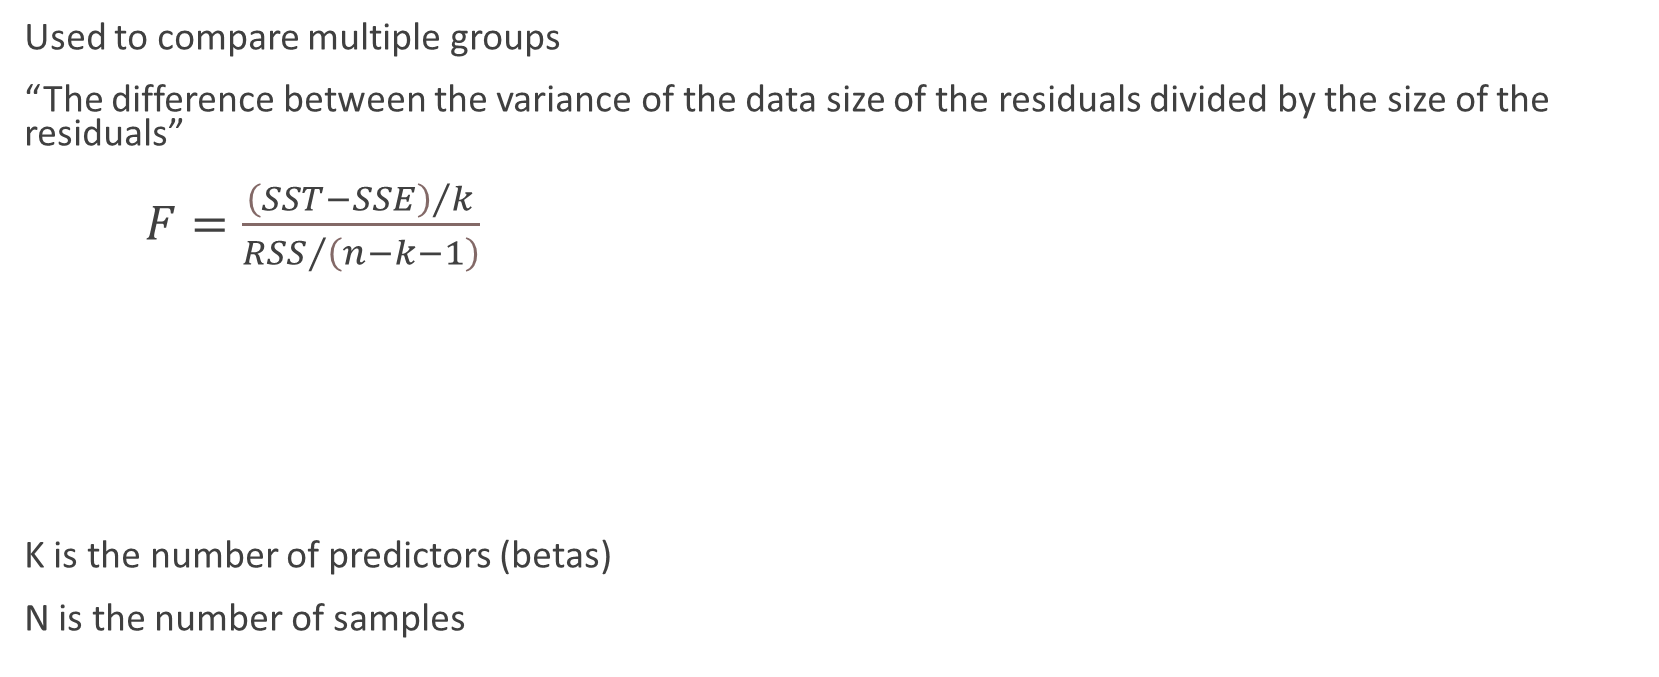 Used to compare multiple groups
“The difference between the variance of the data size of the residuals divided by the size of the
residuals”
F = (SST−SSE)/k
RSS/(n−k−1)
K is the number of predictors (betas)
N is the number of samples